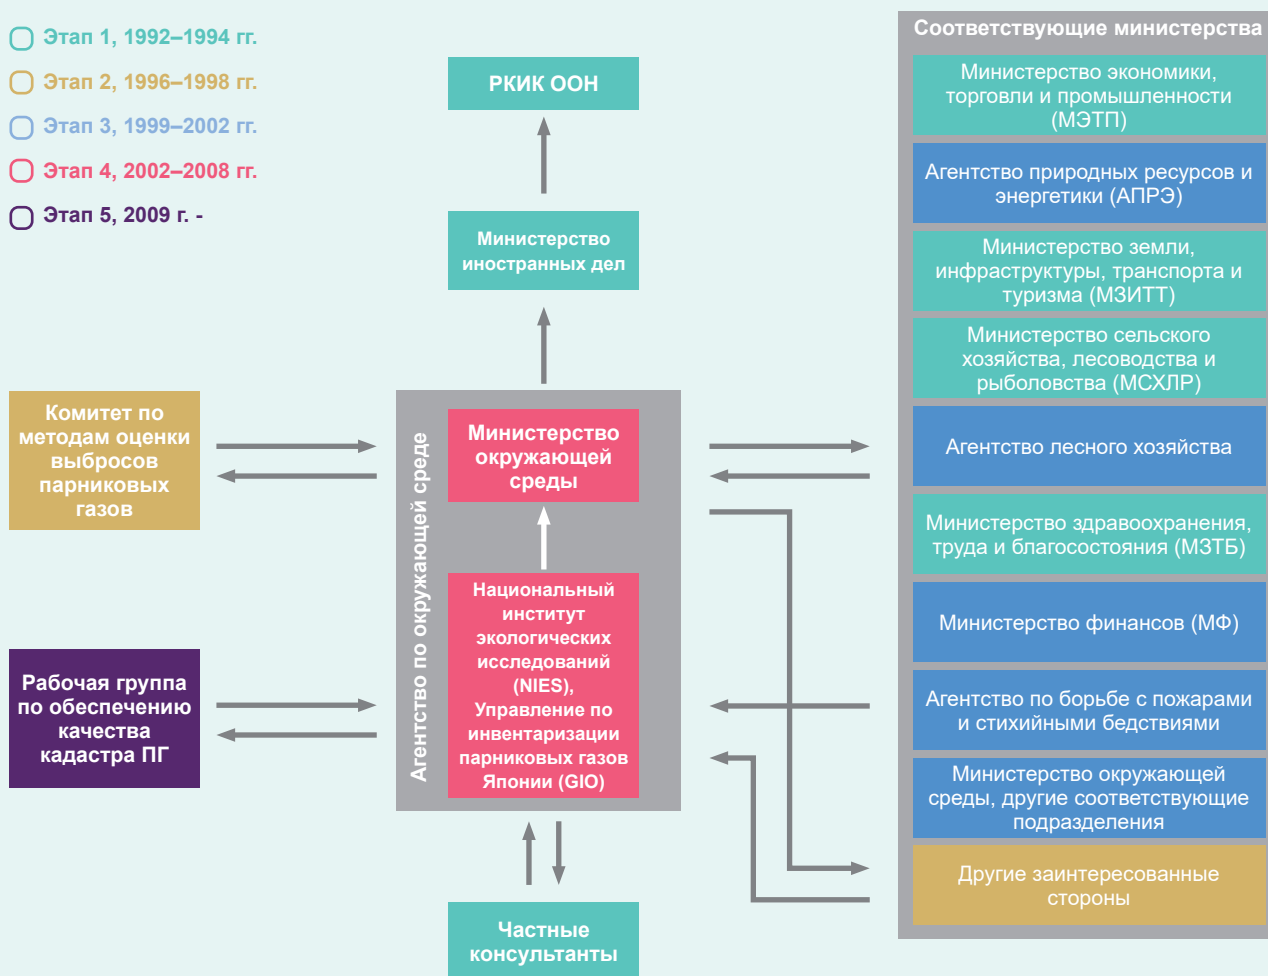 Этап 1, 1992–1994 гг.
Этап 2, 1996–1998 гг.
Этап 3, 1999–2002 гг.
Этап 4, 2002–2008 гг.
Этап 5, 2009 г. -
РКИК ООН
Министерство
иностранных дел
Комитет по
методам оценки
выбросов
парниковых
газов
Рабочая группа
по обеспечению
качества
кадастра ПГ
Агентство по окружающей среде
Министерство
окружающей
среды
Национальный
институт
экологических
исследований
(NIES),
Управление по
инвентаризации
парниковых газов
Японии (GIO)
Частные
консультанты
Соответствующие министерства
Министерство экономики,
торговли и промышленности
(МЭТП)
Агентство природных ресурсов и
энергетики (АПРЭ)
Министерство земли,
инфраструктуры, транспорта и
туризма (МЗИТТ)
Министерство сельского
хозяйства, лесоводства и
рыболовства (МСХЛР)
Агентство лесного хозяйства
Министерство здравоохранения,
труда и благосостояния (МЗТБ)
Министерство финансов (МФ)
Агентство по борьбе с пожарами
и стихийными бедствиями
Министерство окружающей
среды, другие соответствующие
подразделения
Другие заинтересованные
стороны